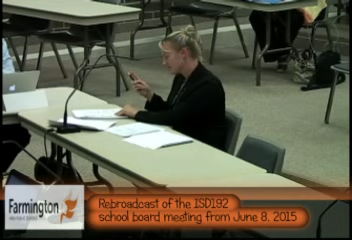 Farmington
Rebroadcast of the ISD192
school board meeting from June 8, 2015